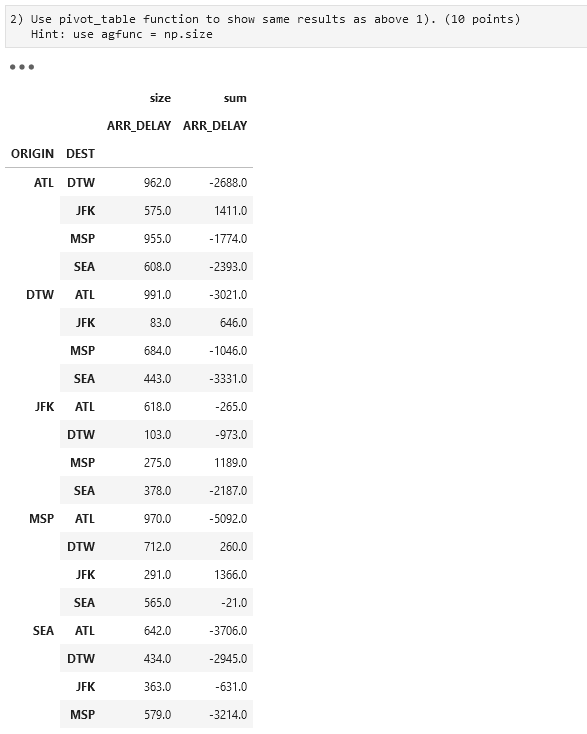 2) Use pivot_table function to show same results as above 1). (10 points)
Hint: use agfunc = np.size
size sum
ARR_DELAY ARR_DELAY
ORIGIN DEST
ATL DTW 962.0 -2688.0
JFK 575.0 1411.0
MSP 955.0 -1774.0
SEA 608.0 -2393.0
DTW ATL 991.0 -3021.0
JFK 83.0 646.0
MSP 684.0 -1046.0
SEA 443.0 -3331.0
JFK ATL 618.0 -265.0
DTW 103.0 -973.0
MSP 275.0 1189.0
SEA 378.0 -2187.0
MSP ATL 970.0 -5092.0
DTW 712.0 260.0
JFK 291.0 1366.0
SEA 565.0 -21.0
SEA ATL 642.0 -3706.0
DTW 434.0 -2945.0
JFK 363.0 -631.0
MSP 579.0 -3214.0